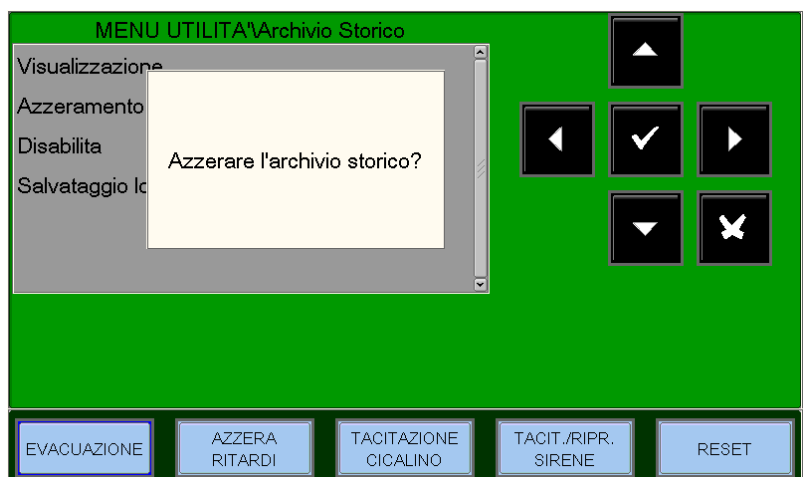 MENU UTILITA'\Archivio Storico
Visualizzazione
Azzeramento
Disabilita
Salvataggio
Azzerare l'archivio storico?
EVACUAZIONE
AZZERA
RITARDI
TACITAZIONE
CICALINO
TACIT./RIPR.
SIRENE
RESET